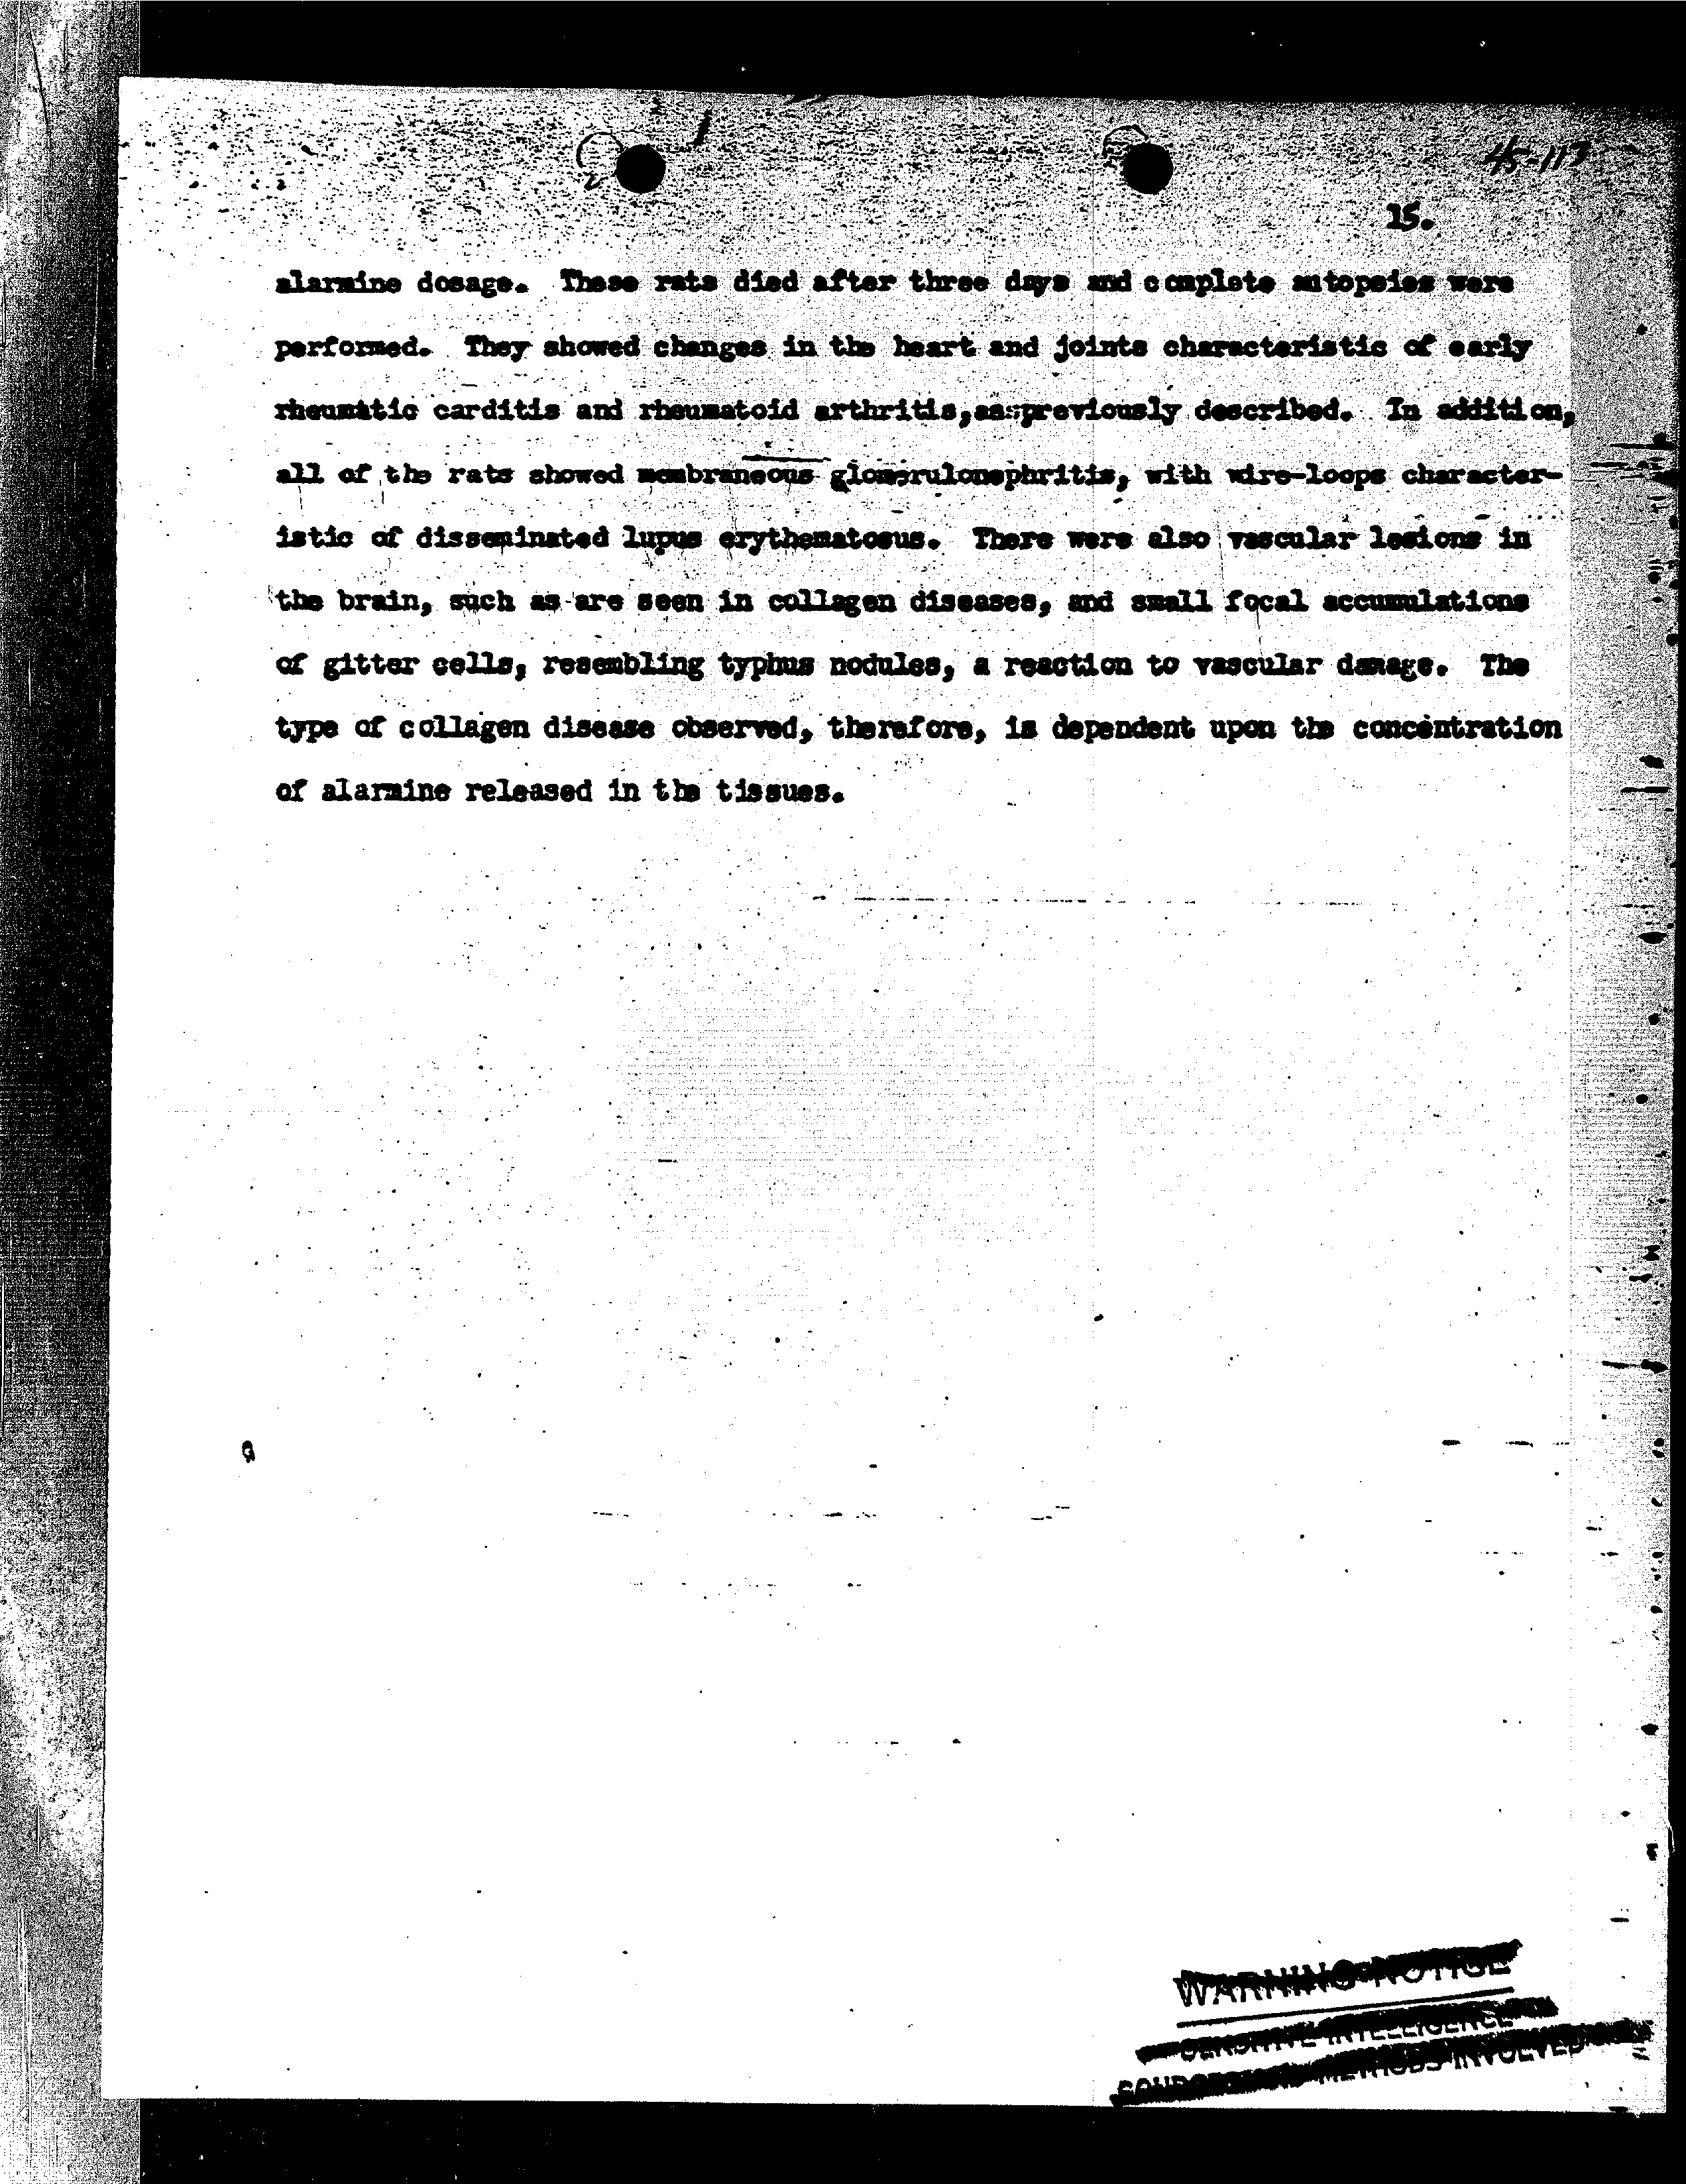 45-113
15.
alarmine dosage. These rats died after three days and c omplete autopsies were
performed. They showed changes in the heart and joints characteristic of early
rheumatic carditis and rheumatoid arthritis,as previously described. In addition,
all of the rats showed membraneous glomerulonephritis, with wire-loops character-
istic of disseminated lupus erythematosus. There were also vascular lesions in
the brain, such as are seen in collagen diseases, and small focal accumulations
of gitter cells, resembling typhus nodules, a reaction to vascular damage. The
type of collagen disease observed, therefore, is dependent upon the concentration
of alarmine released in the tissues.
WARNING NOTICE
SENSITIVE INTELLIGENCE
SOURCES AND METHODS INVOLVED